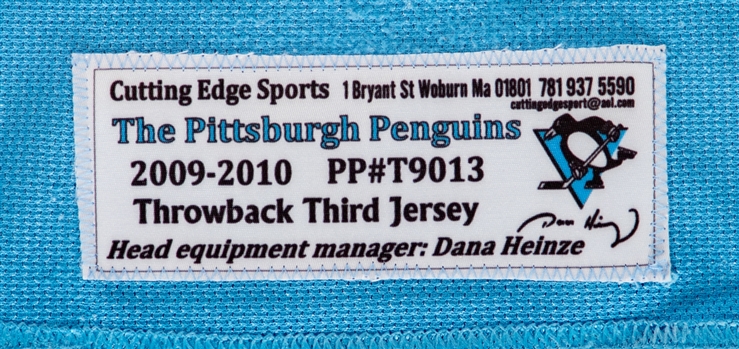 Cutting Edge Sports 1 Bryant St Woburn Ma 01801 781 937 5590
cuttingedgesport@aol.com
The Pittsburgh Penguins
2009-2010 PP#T9013
Throwback Third Jersey
Head equipment manager: Dana Heinze